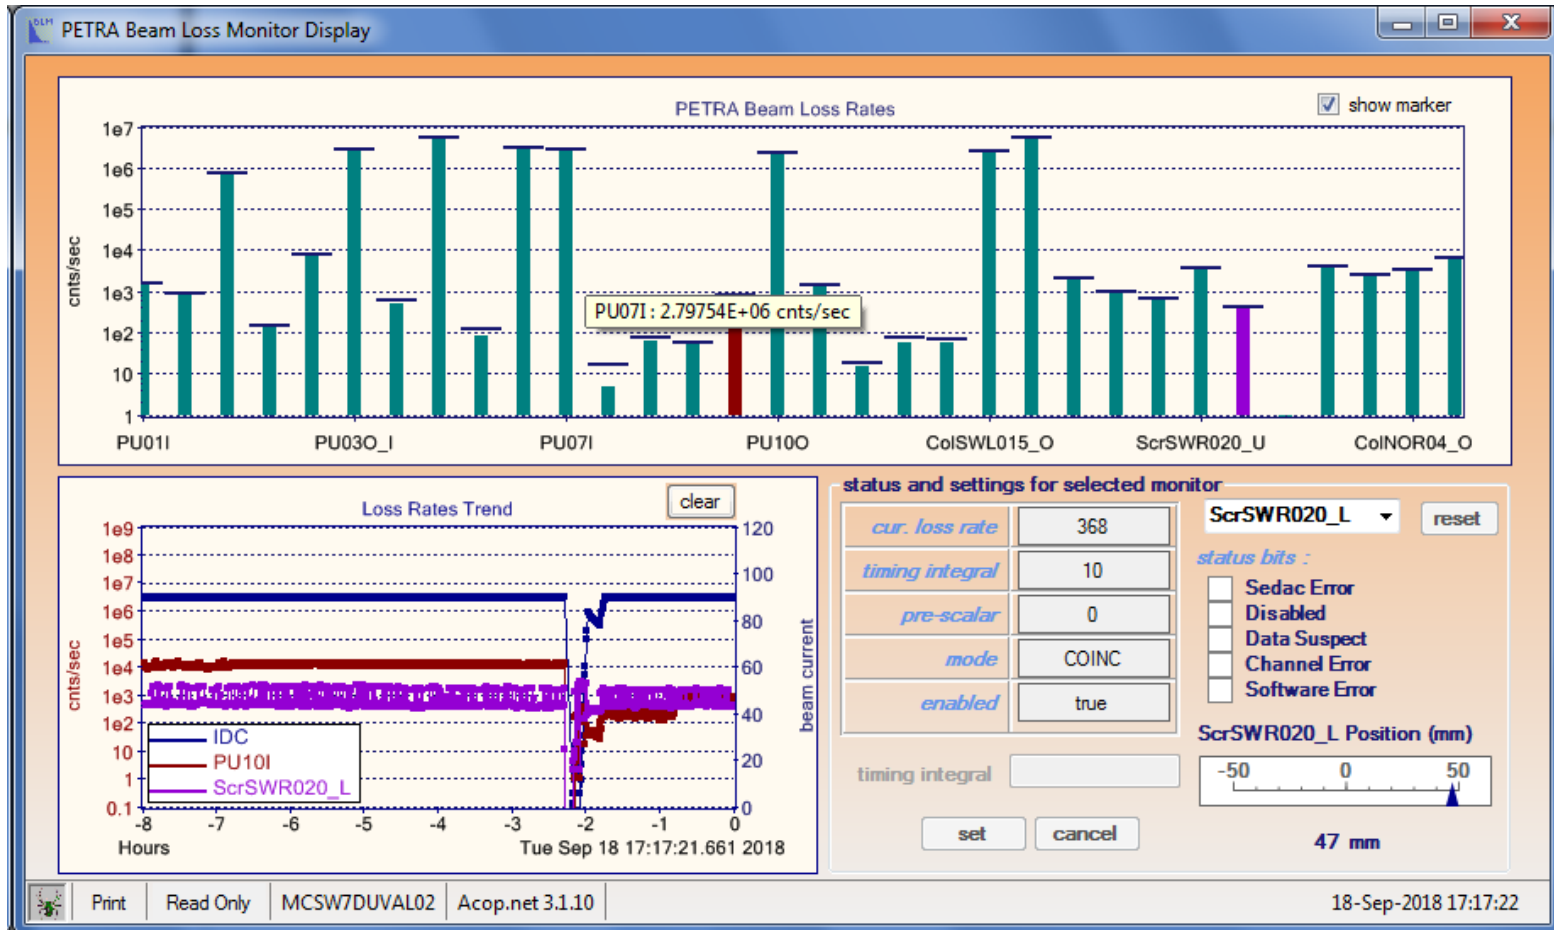 BLM PETRA Beam Loss Monitor Display
PETRA Beam Loss Rates
show marker
1e7
1e6
1e5
1e4
1e3
1e2
10
1
cnts/sec
PU07I : 2.79754E+06 cnts/sec
PU01I PU03O_I PU07I PU10O ColSWL015_O ScrSWR020_U ColNOR04_O
Loss Rates Trend
clear
1e9
1e8
1e7
1e6
1e5
1e4
1e3
1e2
10
1
0.1
cnts/sec
120
100
80
60
40
20
0
beam current
IDC
PU10I
ScrSWR020_L
-8 -7 -6 -5 -4 -3 -2 -1 0
Hours
Tue Sep 18 17:17:21.661 2018
status and settings for selected monitor
cur. loss rate 368
timing integral 10
pre-scalar 0
mode COINC
enabled true
timing integral
set cancel
ScrSWR020_L reset
status bits :
Sedac Error
Disabled
Data Suspect
Channel Error
Software Error
ScrSWR020_L Position (mm)
-50 0 50
47 mm
Print Read Only MCSW7DUVAL02 Acop.net 3.1.10 18-Sep-2018 17:17:22